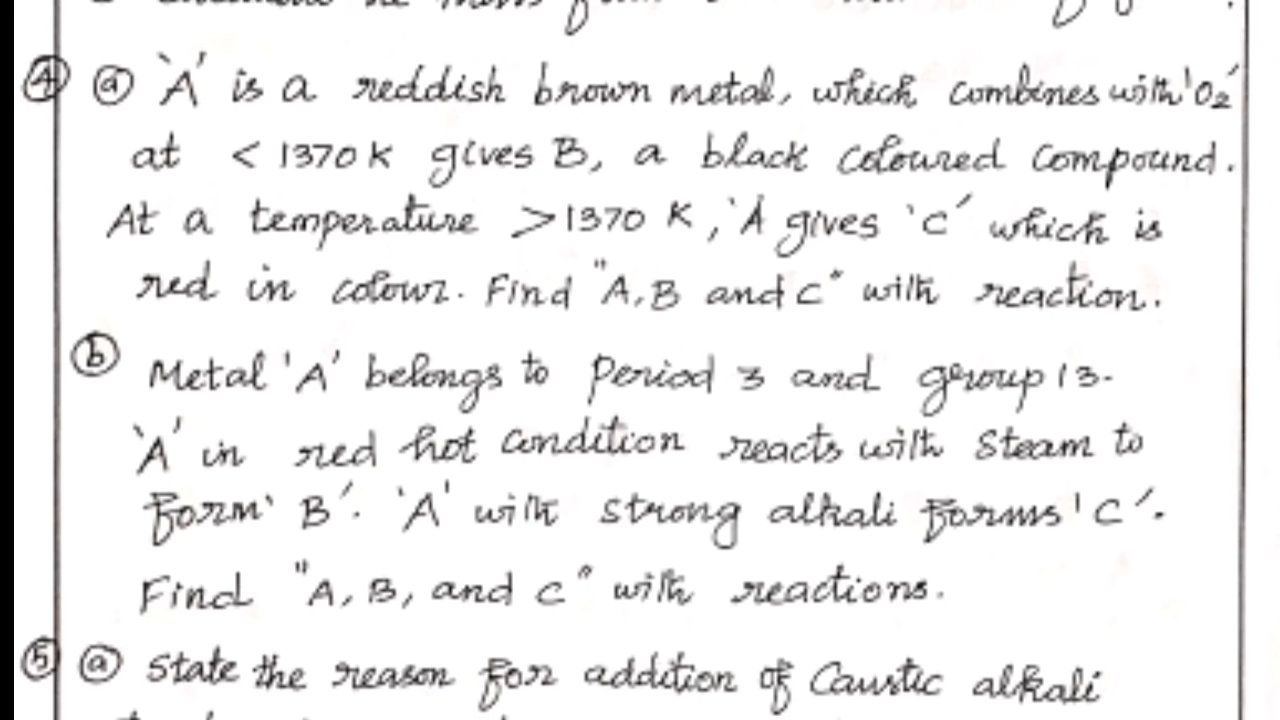 ④ ⓐ 'A' is a reddish brown metal, which combines with 'O₂'
at < 1370 K gives B, a black coloured compound.
At a temperature > 1370 K, 'A gives 'C' which is
red in colour. Find "A, B and C" with reaction.
ⓑ Metal 'A' belongs to Period 3 and group 13.
'A' in red hot condition reacts with steam to
form 'B'. 'A' with strong alkali forms 'C'.
Find "A, B, and C" with reactions.
⑤ ⓐ State the reason for addition of Caustic alkali